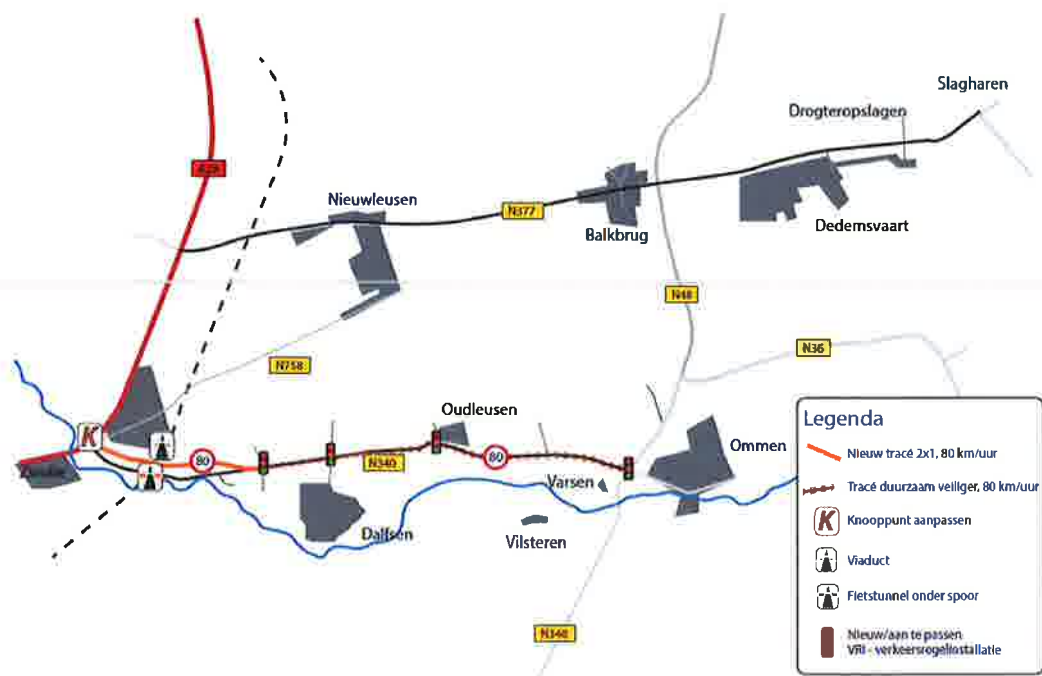 Slagharen
Drogteropslagen
Nieuwleusen
N377
Balkbrug
Dedemsvaart
N48
N36
N758
Oudleusen
Ommen
80
N340
80
Varsen
Dalfsen
Vilsteren
N348
Legenda
Nieuw tracé 2x1, 80 km/uur
Tracé duurzaam veiliger, 80 km/uur
K
K
Knooppunt aanpassen
Viaduct
Fietstunnel onder spoor
Nieuw/aan te passen
VRI - verkeersregelinstallatie